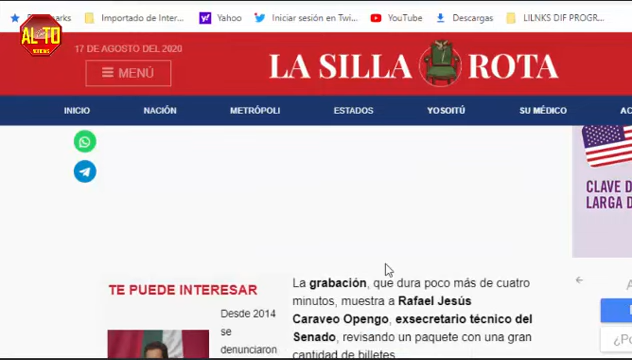 Importado de Inter...
Yahoo
Iniciar sesión en Twi...
YouTube
Descargas
LILNKS DIF PROGR...
AL TO
17 DE AGOSTO DEL 2020
MENÚ
LA SILLA ROTA
INICIO
NACIÓN
METRÓPOLI
ESTADOS
YOSOITÚ
SU MÉDICO
AC
CLAVE D
LARGA D
TE PUEDE INTERESAR
Desde 2014
se
denunciaron
La grabación, que dura poco más de cuatro
minutos, muestra a Rafael Jesús
Caraveo Opengo, exsecretario técnico del
Senado, revisando un paquete con una gran
cantidad de billetes
¿Po